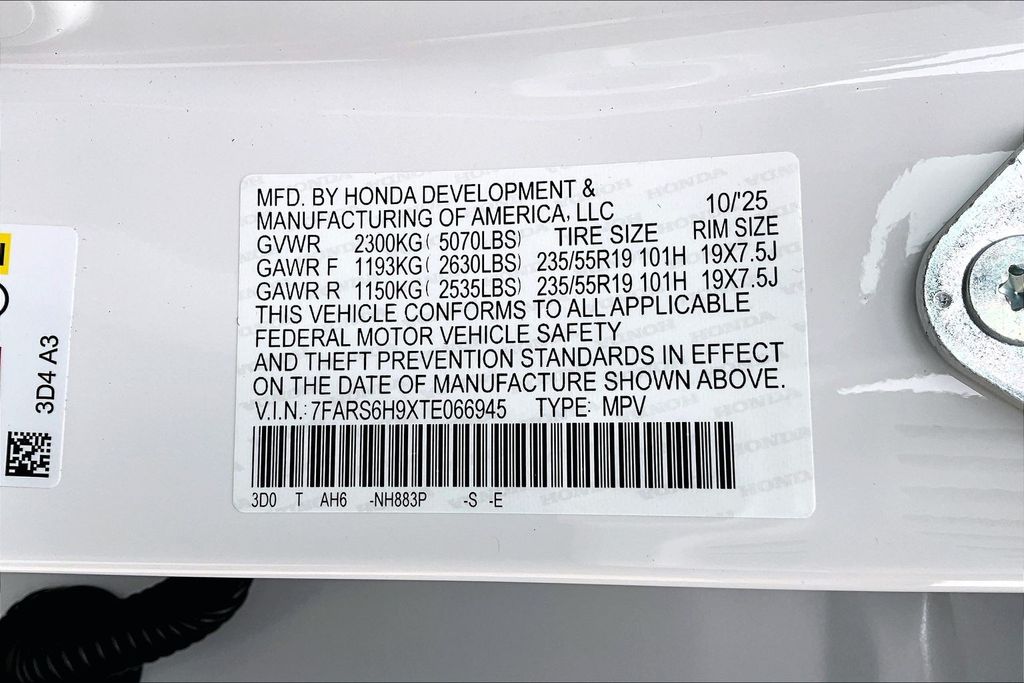 MFD. BY HONDA DEVELOPMENT &
MANUFACTURING OF AMERICA, LLC 10/'25
GVWR 2300KG( 5070LBS) TIRE SIZE RIM SIZE
GAWR F 1193KG( 2630LBS) 235/55R19 101H 19X7.5J
GAWR R 1150KG( 2535LBS) 235/55R19 101H 19X7.5J
THIS VEHICLE CONFORMS TO ALL APPLICABLE
FEDERAL MOTOR VEHICLE SAFETY
AND THEFT PREVENTION STANDARDS IN EFFECT
ON THE DATE OF MANUFACTURE SHOWN ABOVE.
V.I.N.: 7FARS6H9XTE066945 TYPE: MPV
3D0 T AH6 -NH883P -S -E
3D4 A3